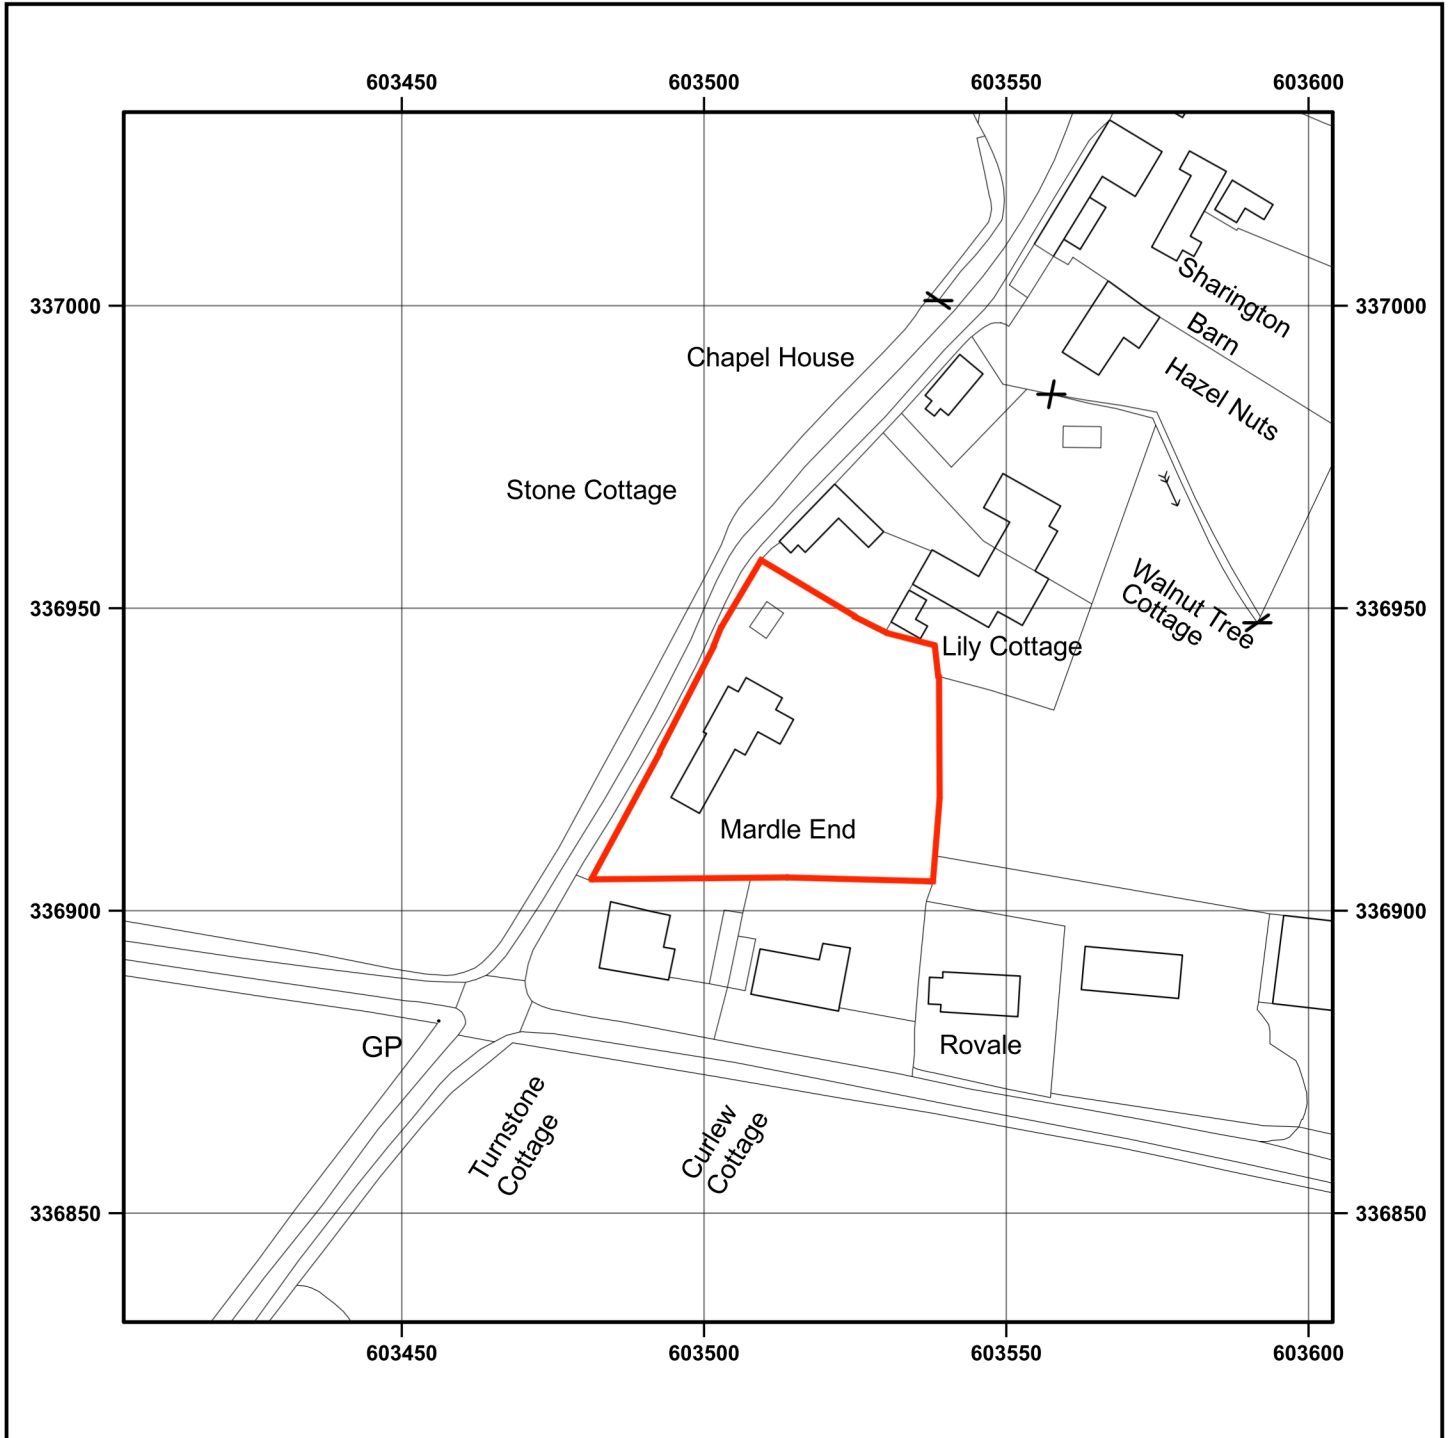 603450 603500 603550 603600
Sharington
Barn
337000 337000
Chapel House
Hazel Nuts
Stone Cottage
Walnut Tree
Cottage
336950 336950
Lily Cottage
Mardle End
336900 336900
GP
Rovale
Turnstone
Cottage
Curlew
Cottage
336850 336850
603450 603500 603550 603600